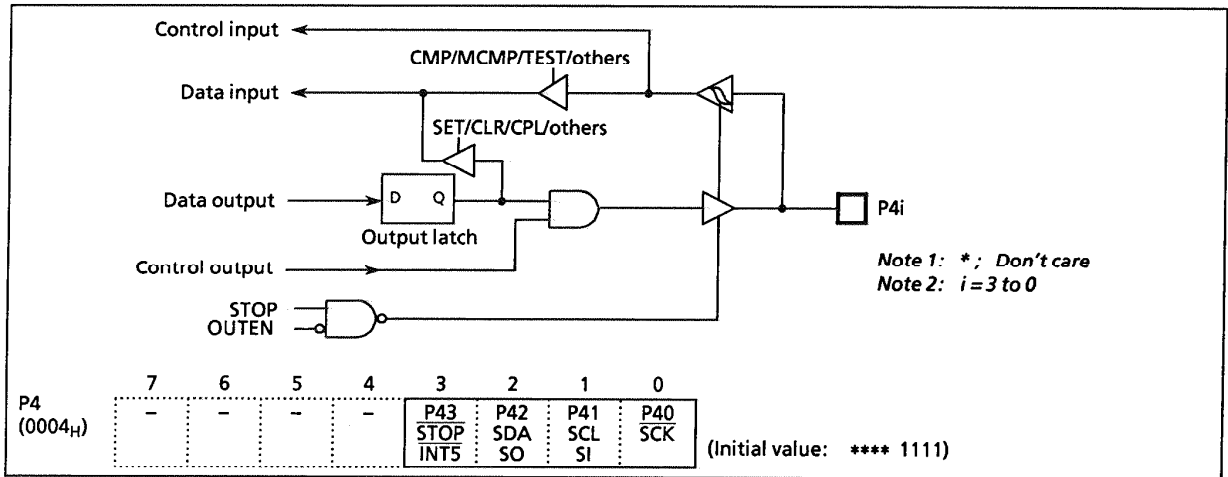 Control input
CMP/MCMP/TEST/others
Data input
SET/CLR/CPL/others
Data output
D Q
P4i
Output latch
Control output
Note 1: * ; Don't care
Note 2: i = 3 to 0
STOP
OUTEN
7 6 5 4 3 2 1 0
P4 – – – – P43 P42 P41 P40
(0004H) STOP SDA SCL SCK
INT5 SO SI (Initial value: **** 1111)